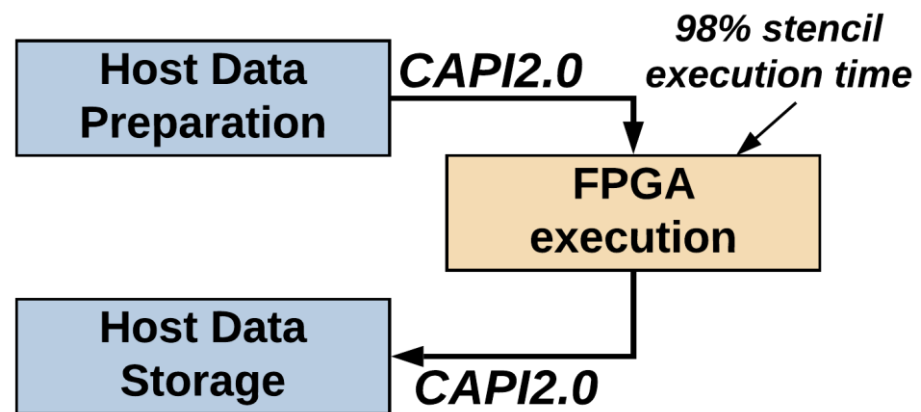 Host Data
Preparation
CAPI2.0
98% stencil
execution time
FPGA
execution
Host Data
Storage
CAPI2.0